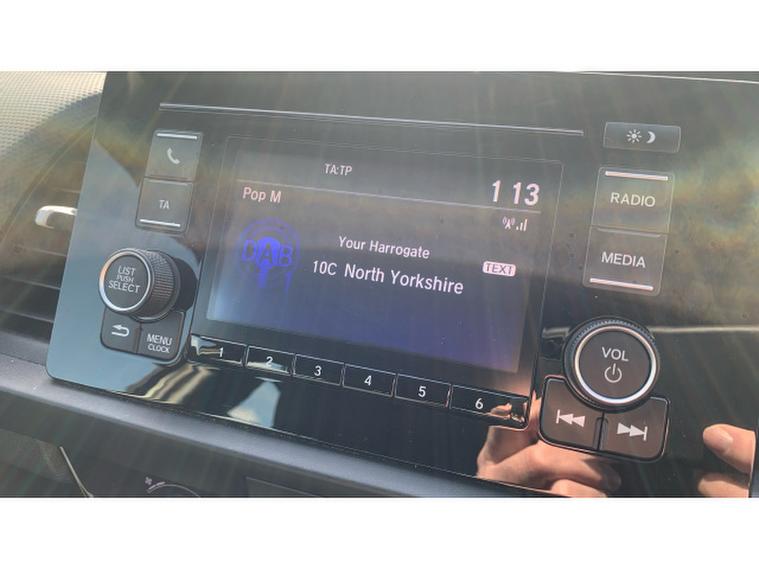 TA:TP
Pop M
1 13
DAB
Your Harrogate
10C North Yorkshire
TEXT
TA
LIST
PUSH
SELECT
MENU
CLOCK
1 2 3 4 5 6
RADIO
MEDIA
VOL